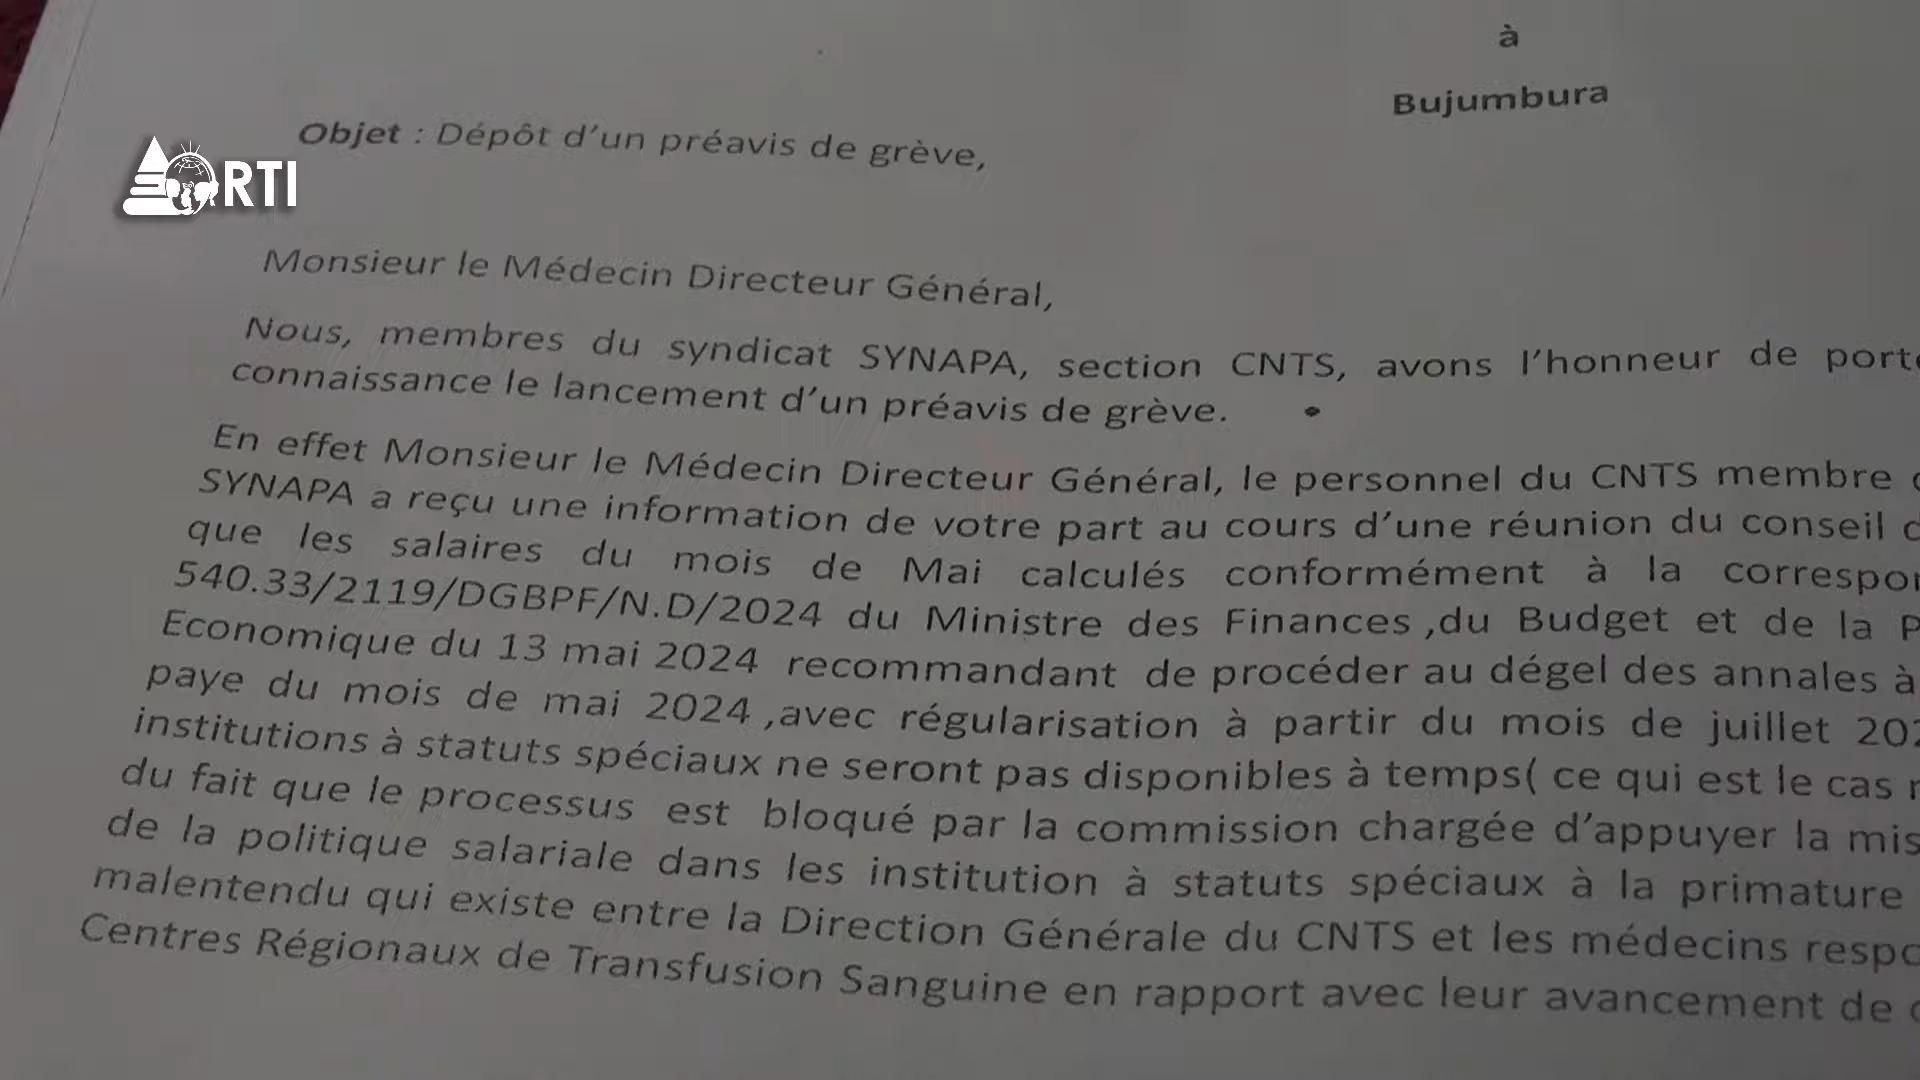 à
Bujumbura
Objet : Dépôt d'un préavis de grève,
RTI
Monsieur le Médecin Directeur Général,
Nous, membres du syndicat SYNAPA, section CNTS, avons l'honneur de
connaissance le lancement d'un préavis de grève.
En effet Monsieur le Médecin Directeur Général, le personnel du CNTS membre
SYNAPA a reçu une information de votre part au cours d'une réunion du conseil
que les salaires du mois de Mai calculés conformément à la
540.33/2119/DGBPF/N.D/2024 du Ministre des Finances ,du Budget et de la
Economique du 13 mai 2024 recommandant de procéder au dégel des annales à
paye du mois de mai 2024 ,avec régularisation à partir du mois de juillet
institutions à statuts spéciaux ne seront pas disponibles à temps( ce qui est le cas
du fait que le processus est bloqué par la commission chargée d'appuyer la
de la politique salariale dans les institution à statuts spéciaux à la primature
malentendu qui existe entre la Direction Générale du CNTS et les médecins
Centres Régionaux de Transfusion Sanguine en rapport avec leur avancement de